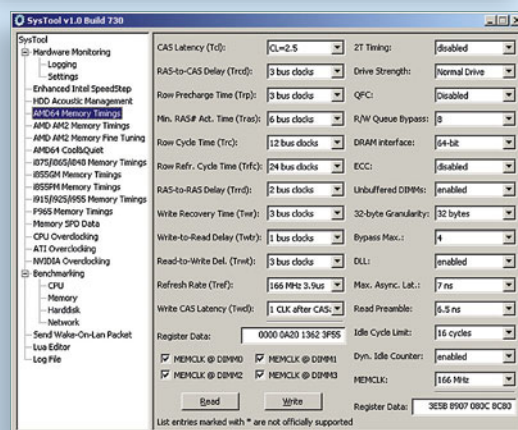 SysTool v1.0 Build 730
SysTool
Hardware Monitoring
Logging
Settings
Enhanced Intel SpeedStep
HDD Acoustic Management
AMD64 Memory Timings
AMD AM2 Memory Timings
AMD AM2 Memory Fine Tuning
AMD64 Cool&Quiet
i875/i865/i848 Memory Timings
i855GM Memory Timings
i855PM Memory Timings
i915/i925/i955 Memory Timings
P965 Memory Timings
Memory SPD Data
CPU Overclocking
ATI Overclocking
NVIDIA Overclocking
Benchmarking
CPU
Memory
Harddisk
Network
Send Wake-On-Lan Packet
Lua Editor
Log File
CAS Latency (Tcl): CL=2.5
RAS-to-CAS Delay (Trcd): 3 bus clocks
Row Precharge Time (Trp): 3 bus clocks
Min. RAS# Act. Time (Tras): 6 bus clocks
Row Cycle Time (Trc): 12 bus clocks
Row Refr. Cycle Time (Trfc): 24 bus clocks
RAS-to-RAS Delay (Trrd): 2 bus clocks
Write Recovery Time (Twr): 3 bus clocks
Write-to-Read Delay (Twtr): 1 bus clocks
Read-to-Write Del. (Trwt): 3 bus clocks
Refresh Rate (Tref): 166 MHz 3.9us
Write CAS Latency (Twcl): 1 CLK after CAS
Register Data: 0000 0A20 1362 3F55
MEMCLK @ DIMM0 MEMCLK @ DIMM1
MEMCLK @ DIMM2 MEMCLK @ DIMM3
Read Write
List entries marked with * are not officially supported
2T Timing: disabled
Drive Strength: Normal Drive
QFC: Disabled
R/W Queue Bypass: 8
DRAM interface: 64-bit
ECC: disabled
Unbuffered DIMMs: enabled
32-byte Granularity: 32 bytes
Bypass Max.: 4
DLL: enabled
Max. Async. Lat.: 7 ns
Read Preamble: 6.5 ns
Idle Cycle Limit: 16 cycles
Dyn. Idle Counter: enabled
MEMCLK: 166 MHz
Register Data: 3E5B 8907 080C 8C80